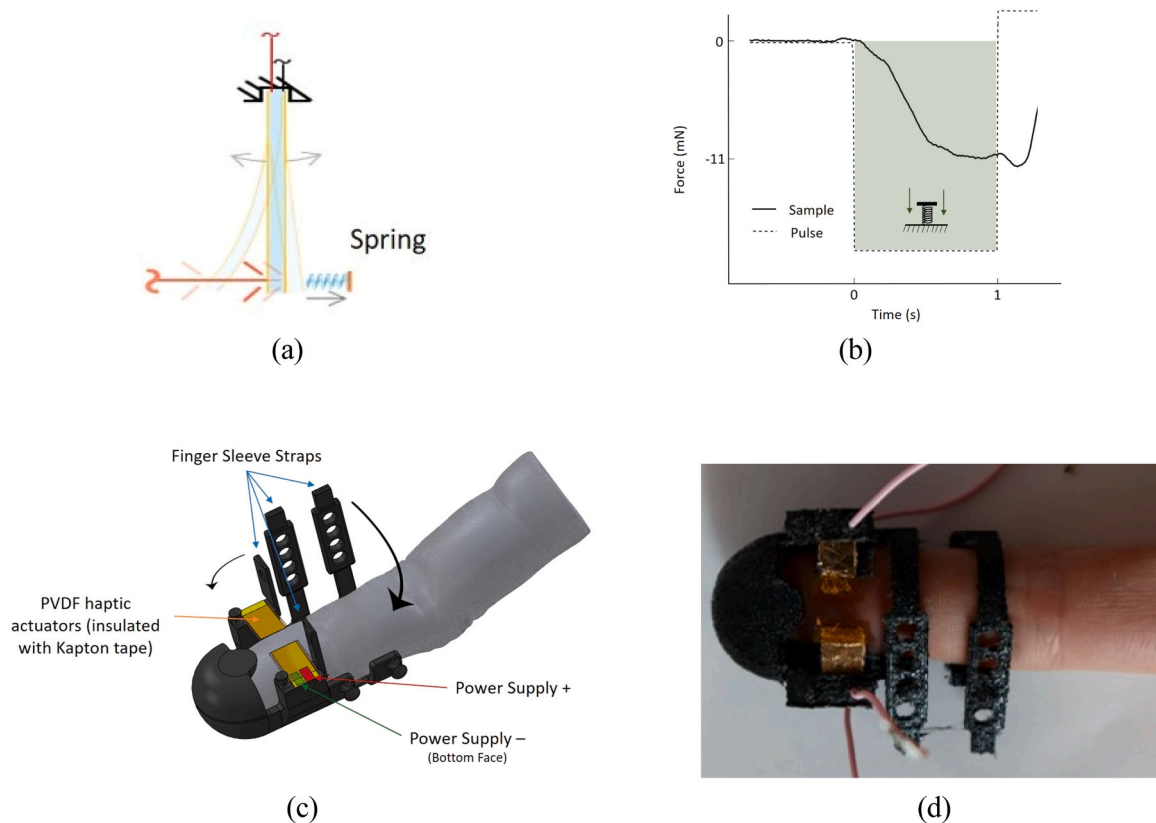 Spring
(a)
0
-11
Force (mN)
Sample
Pulse
0
1
Time (s)
(b)
Finger Sleeve Straps
PVDF haptic
actuators (insulated
with Kapton tape)
Power Supply +
Power Supply –
(Bottom Face)
(c)
(d)